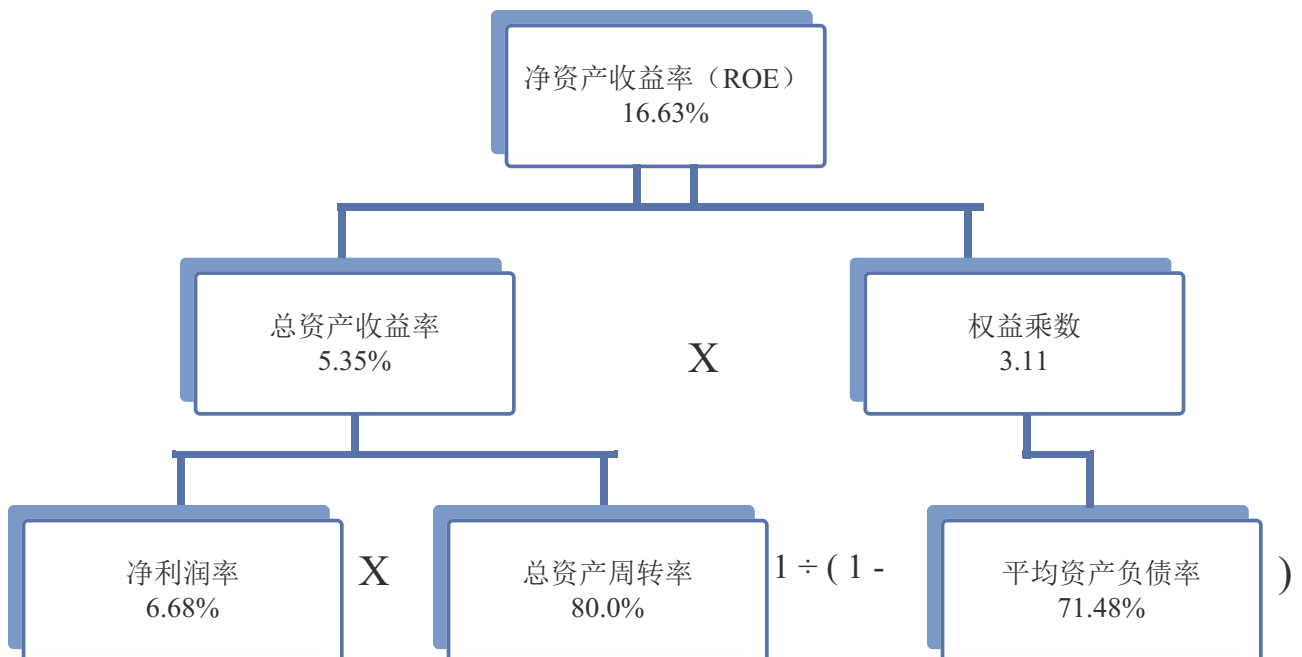 净资产收益率（ROE）
16.63%
总资产收益率
5.35%
X
权益乘数
3.11
净利润率
6.68%
X
总资产周转率
80.0%
1 ÷ ( 1 -
平均资产负债率
71.48%
)